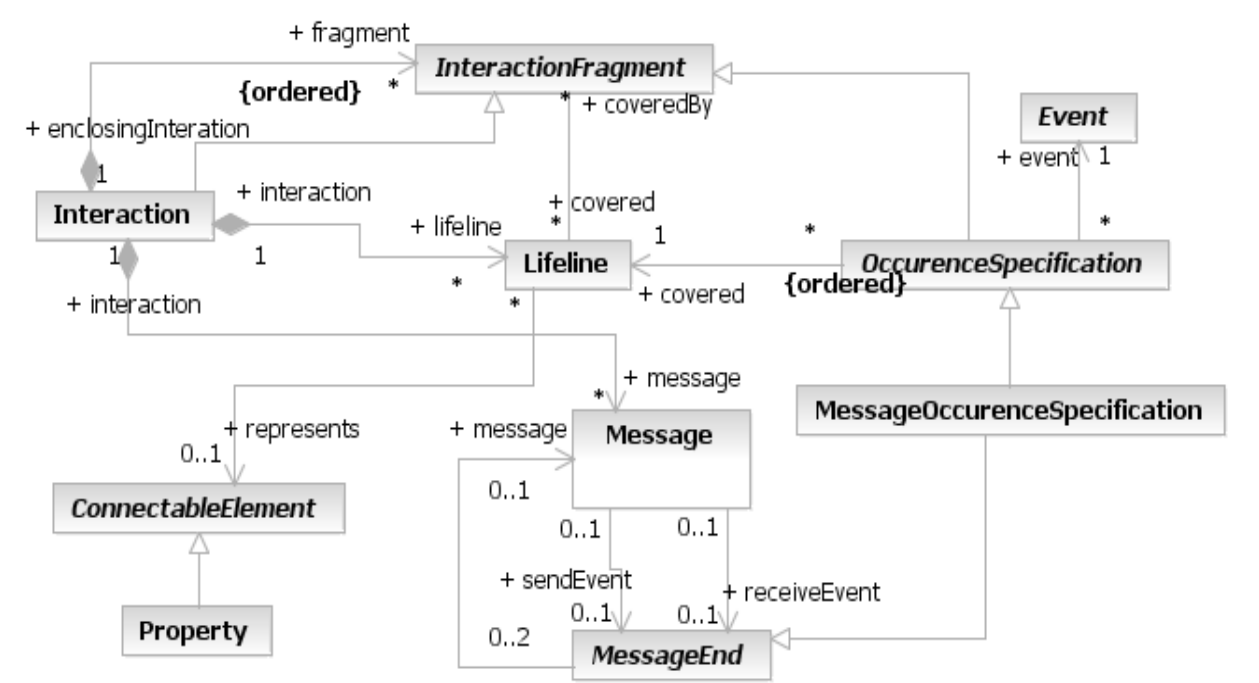 + fragment
InteractionFragment
{ordered}
*
* + coveredBy
Event
+ enclosingInteration
+ event 1
1
+ interaction
Interaction
+ covered
*
*
+ lifeline
1
*
1
1
Lifeline
OccurenceSpecification
+ interaction
*
*
+ covered
{ordered}
+ message
*
MessageOccurenceSpecification
+ represents
+ message
Message
0..1
0..1
ConnectableElement
0..1
0..1
+ sendEvent
+ receiveEvent
0..1
0..1
Property
0..2
MessageEnd